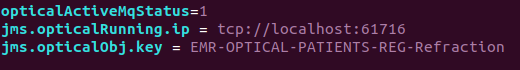 opticalActiveMqStatus=1
jms.opticalRunning.ip = tcp://localhost:61716
jms.opticalObj.key = EMR-OPTICAL-PATIENTS-REG-Refraction